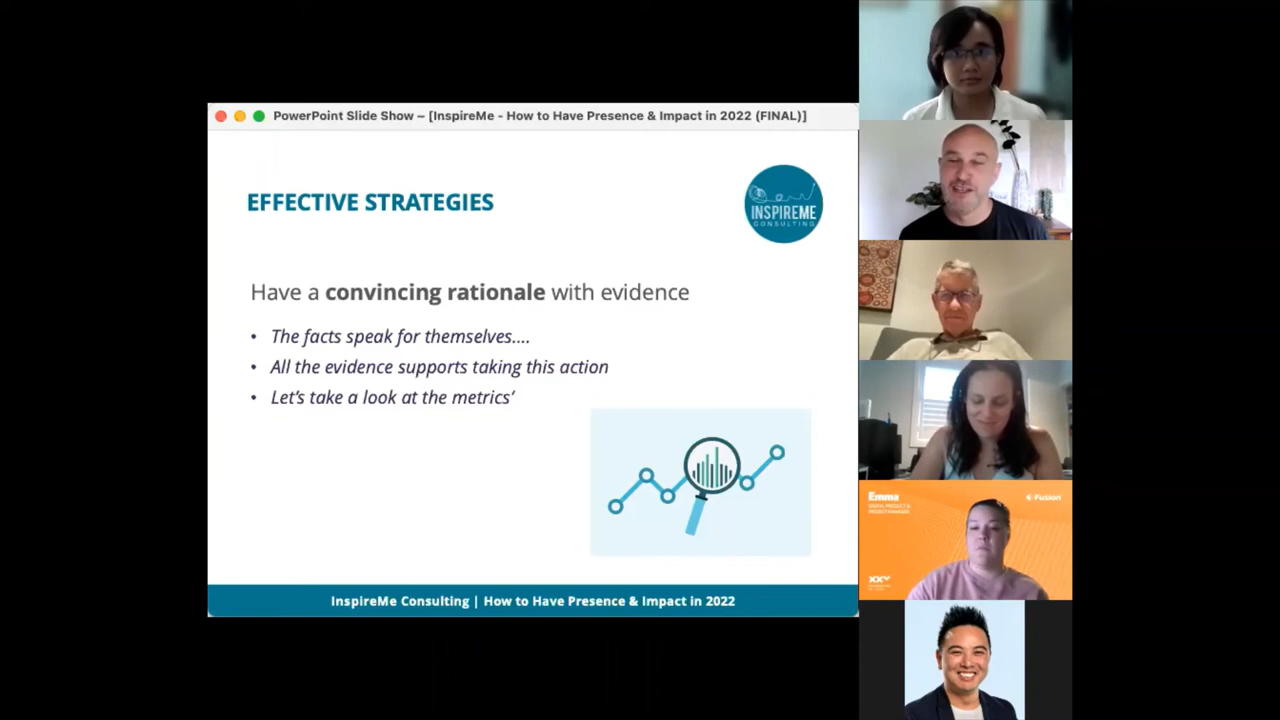 PowerPoint Slide Show – [InspireMe - How to Have Presence & Impact in 2022 (FINAL)]
EFFECTIVE STRATEGIES
INSPIREME
CONSULTING
Have a convincing rationale with evidence
• The facts speak for themselves....
• All the evidence supports taking this action
• Let's take a look at the metrics'
InspireMe Consulting | How to Have Presence & Impact in 2022
Emma
Fusion
XXV